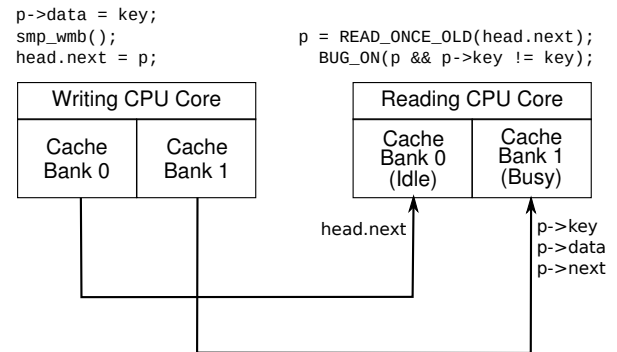 p->data = key;
smp_wmb();
head.next = p;
p = READ_ONCE_OLD(head.next);
BUG_ON(p && p->key != key);
Writing CPU Core
Cache
Bank 0
Cache
Bank 1
Reading CPU Core
Cache
Bank 0
(Idle)
Cache
Bank 1
(Busy)
head.next
p->key
p->data
p->next